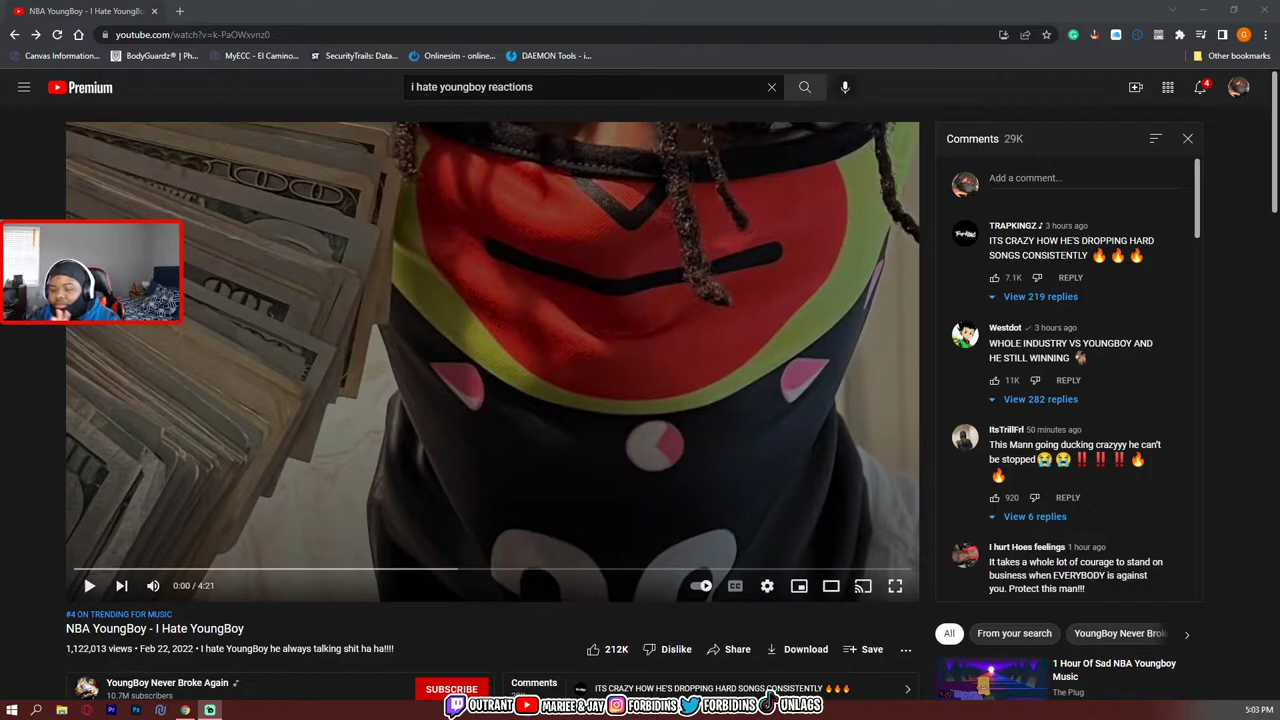 NBA YoungBoy - I Hate YoungBo
youtube.com/watch?v=k-PaOWxvnz0
Canvas Information...
BodyGuardz® | Ph...
MyECC - El Camino...
SecurityTrails: Data...
Onlinesim - online...
DAEMON Tools - i...
Other bookmarks
Premium
i hate youngboy reactions
4
Comments 29K
Add a comment...
TRAPKINGZ ♪ 3 hours ago
ITS CRAZY HOW HE'S DROPPING HARD
SONGS CONSISTENTLY 🔥🔥🔥
7.1K REPLY
View 219 replies
Westdot 3 hours ago
WHOLE INDUSTRY VS YOUNGBOY AND
HE STILL WINNING 🐐
11K REPLY
View 282 replies
ItsTrillFrl 50 minutes ago
This Mann going ducking crazyyy he can't
be stopped😭😭‼️‼️‼️🔥
🔥
920 REPLY
View 6 replies
I hurt Hoes feelings 1 hour ago
It takes a whole lot of courage to stand on
business when EVERYBODY is against
you. Protect this man!!!
0:00 / 4:21
#4 ON TRENDING FOR MUSIC
NBA YoungBoy - I Hate YoungBoy
1,122,013 views • Feb 22, 2022 • I hate YoungBoy he always talking shit ha ha!!!!
212K Dislike Share Download Save
All From your search YoungBoy Never Brok
YoungBoy Never Broke Again ♪
10.7M subscribers
SUBSCRIBE
Comments
ITS CRAZY HOW HE'S DROPPING HARD SONGS CONSISTENTLY 🔥🔥🔥
1 Hour Of Sad NBA Youngboy
Music
The Plug
OUTRANT MARIEE & JAY FORBIDINS FORBIDINS UNLAGS
5:03 PM